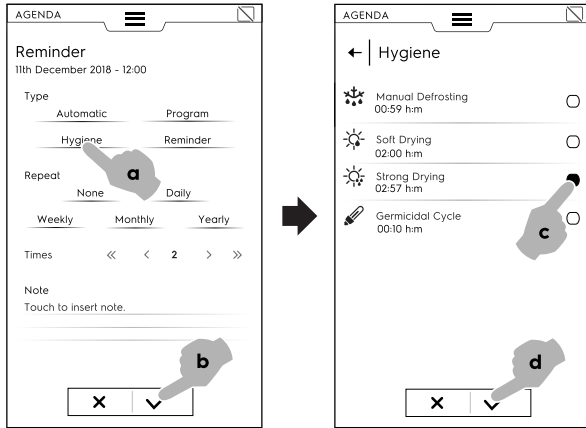 AGENDA
Reminder
11th December 2018 - 12:00
Type
Automatic Program
Hygiene Reminder
a
Repeat
None Daily
Weekly Monthly Yearly
Times « < 2 > »
Note
Touch to insert note.
b
AGENDA
Hygiene
Manual Defrosting
00:59 h:m
Soft Drying
02:00 h:m
Strong Drying
02:57 h:m
Germicidal Cycle
00:10 h:m
c
d